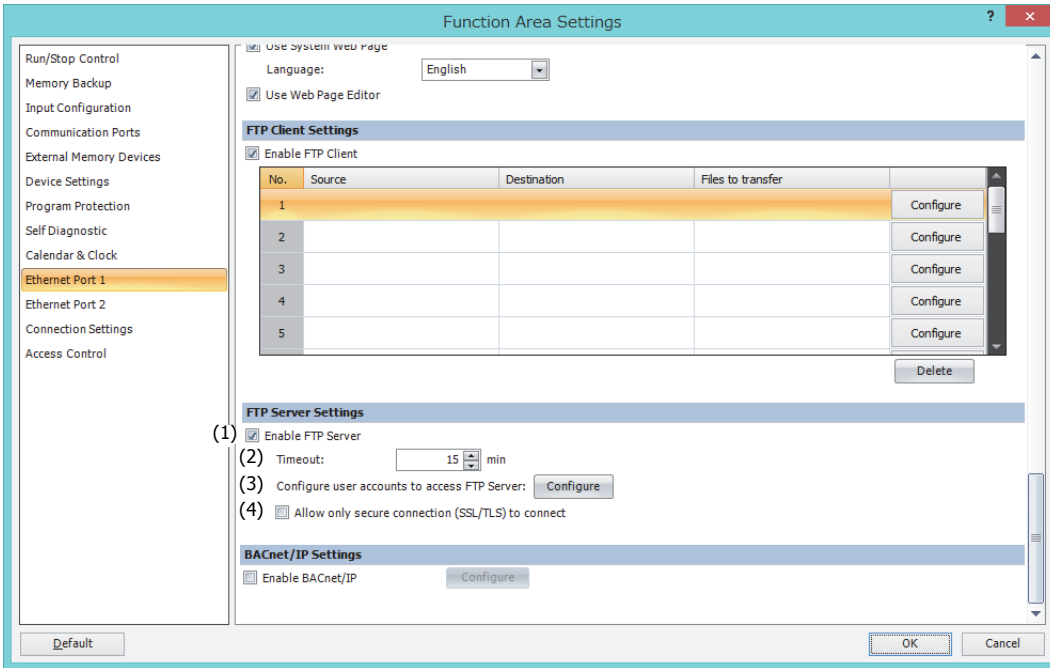 Function Area Settings
?
×
Run/Stop Control
Memory Backup
Input Configuration
Communication Ports
External Memory Devices
Device Settings
Program Protection
Self Diagnostic
Calendar & Clock
Ethernet Port 1
Ethernet Port 2
Connection Settings
Access Control
Use System Web Page
Language: English
Use Web Page Editor
FTP Client Settings
Enable FTP Client
No. Source Destination Files to transfer
1 Configure
2 Configure
3 Configure
4 Configure
5 Configure
Delete
FTP Server Settings
(1) Enable FTP Server
(2) Timeout: 15 min
(3) Configure user accounts to access FTP Server: Configure
(4) Allow only secure connection (SSL/TLS) to connect
BACnet/IP Settings
Enable BACnet/IP Configure
Default OK Cancel